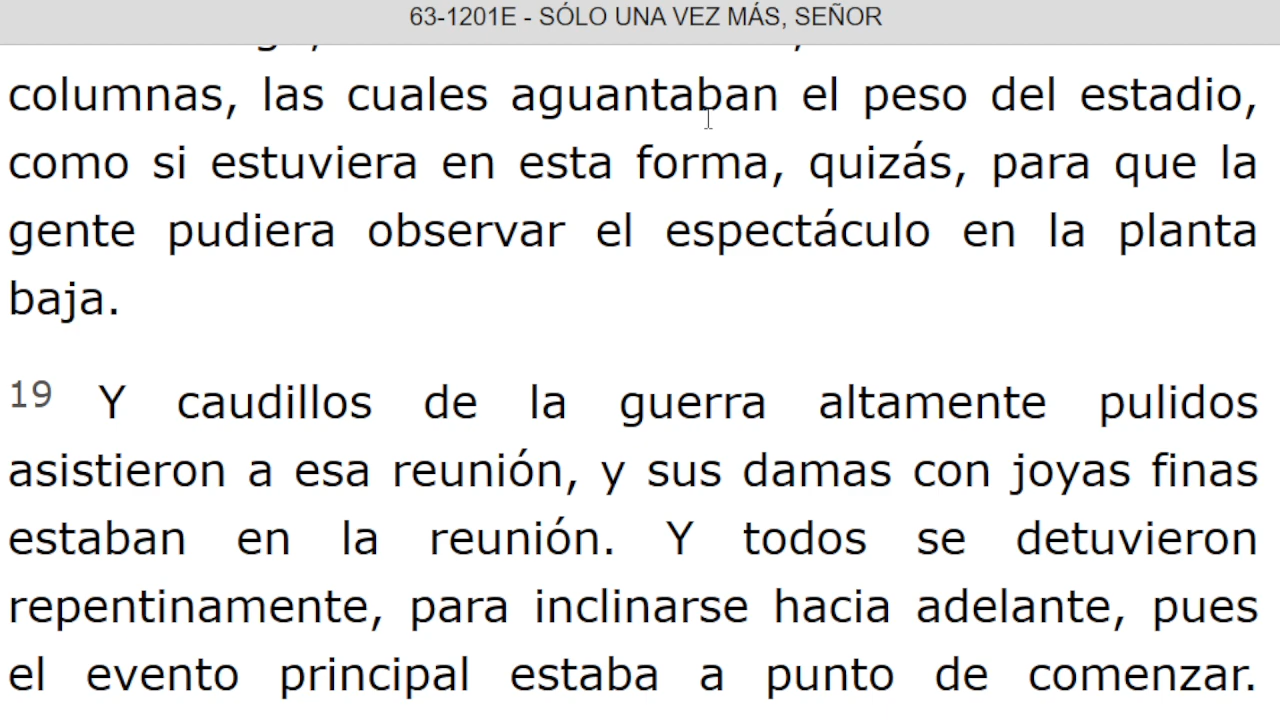 63-1201E - SÓLO UNA VEZ MÁS, SEÑOR
columnas, las cuales aguantaban el peso del estadio,
como si estuviera en esta forma, quizás, para que la
gente pudiera observar el espectáculo en la planta
baja.
19 Y caudillos de la guerra altamente pulidos
asistieron a esa reunión, y sus damas con joyas finas
estaban en la reunión. Y todos se detuvieron
repentinamente, para inclinarse hacia adelante, pues
el evento principal estaba a punto de comenzar.